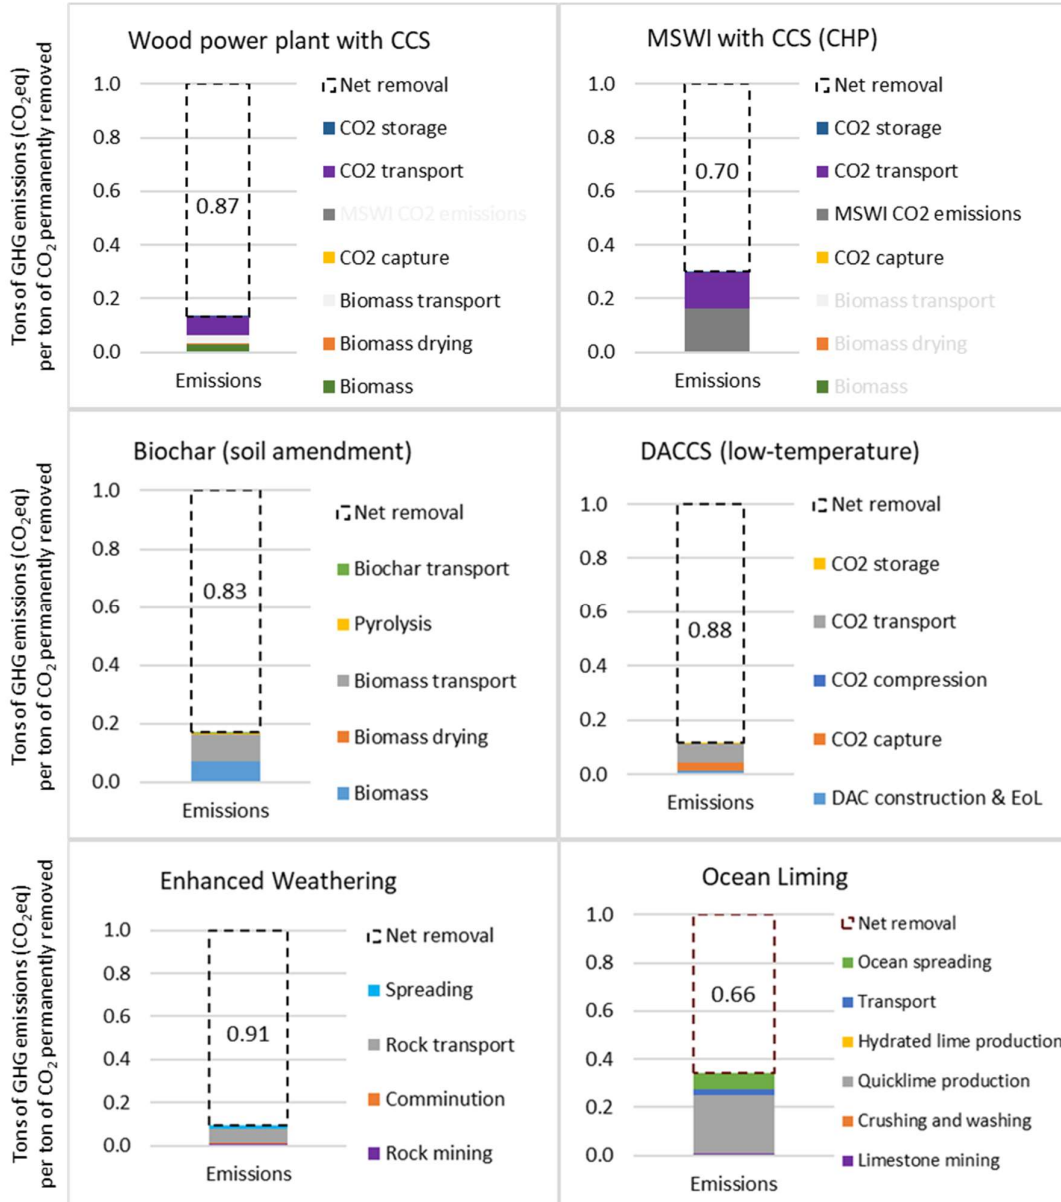 Tons of GHG emissions (CO₂eq)
per ton of CO₂ permanently removed
Wood power plant with CCS
1.0
0.8
0.6
0.4
0.2
0.0
0.87
Emissions
Net removal
CO2 storage
CO2 transport
MSWI CO2 emissions
CO2 capture
Biomass transport
Biomass drying
Biomass
MSWI with CCS (CHP)
1.0
0.8
0.6
0.4
0.2
0.0
0.70
Emissions
Net removal
CO2 storage
CO2 transport
MSWI CO2 emissions
CO2 capture
Biomass transport
Biomass drying
Biomass
Tons of GHG emissions (CO₂eq)
per ton of CO₂ permanently removed
Biochar (soil amendment)
1.0
0.8
0.6
0.4
0.2
0.0
0.83
Emissions
Net removal
Biochar transport
Pyrolysis
Biomass transport
Biomass drying
Biomass
DACCS (low-temperature)
1.0
0.8
0.6
0.4
0.2
0.0
0.88
Emissions
Net removal
CO2 storage
CO2 transport
CO2 compression
CO2 capture
DAC construction & EoL
Tons of GHG emissions (CO₂eq)
per ton of CO₂ permanently removed
Enhanced Weathering
1.0
0.8
0.6
0.4
0.2
0.0
0.91
Emissions
Net removal
Spreading
Rock transport
Comminution
Rock mining
Ocean Liming
1.0
0.8
0.6
0.4
0.2
0.0
0.66
Emissions
Net removal
Ocean spreading
Transport
Hydrated lime production
Quicklime production
Crushing and washing
Limestone mining